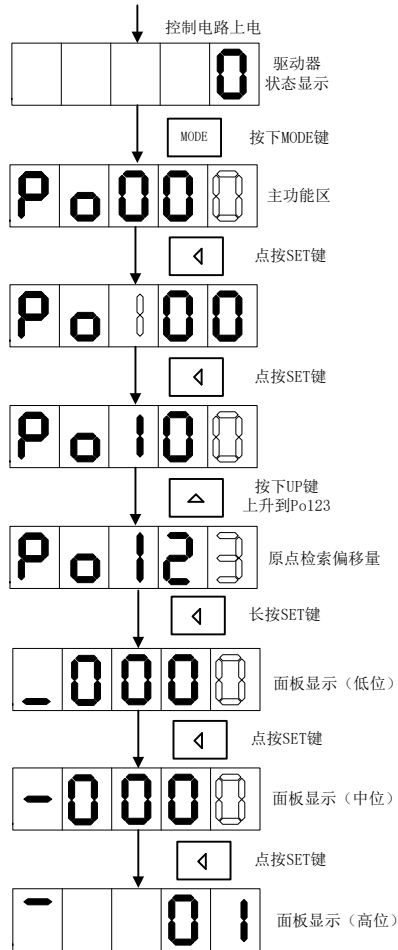 控制电路上电
0
驱动器
状态显示
MODE
按下MODE键
Po000
主功能区
点按SET键
Po100
点按SET键
Po100
按下UP键
上升到Po123
Po123
原点检索偏移量
长按SET键
_0000
面板显示（低位）
点按SET键
-0000
面板显示（中位）
点按SET键
‾ 01
面板显示（高位）